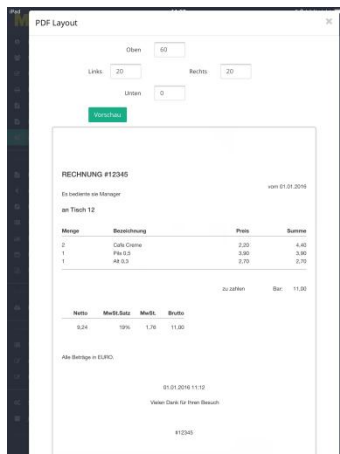 iPad
PDF Layout
Oben 60
Links 20 Rechts 20
Unten 0
Vorschau
RECHNUNG #12345
vom 01.01.2016
Es bediente sie Manager
an Tisch 12
Menge Bezeichnung Preis Summe
2 Cafe Creme 2,20 4,40
1 Pils 0,5 3,90 3,90
1 Alt 0,3 2,70 2,70
zu zahlen Bar: 11,00
Netto MwSt.Satz MwSt. Brutto
9,24 19% 1,76 11,00
Alle Beträge in EURO.
01.01.2016 11:12
Vielen Dank für Ihren Besuch
#12345